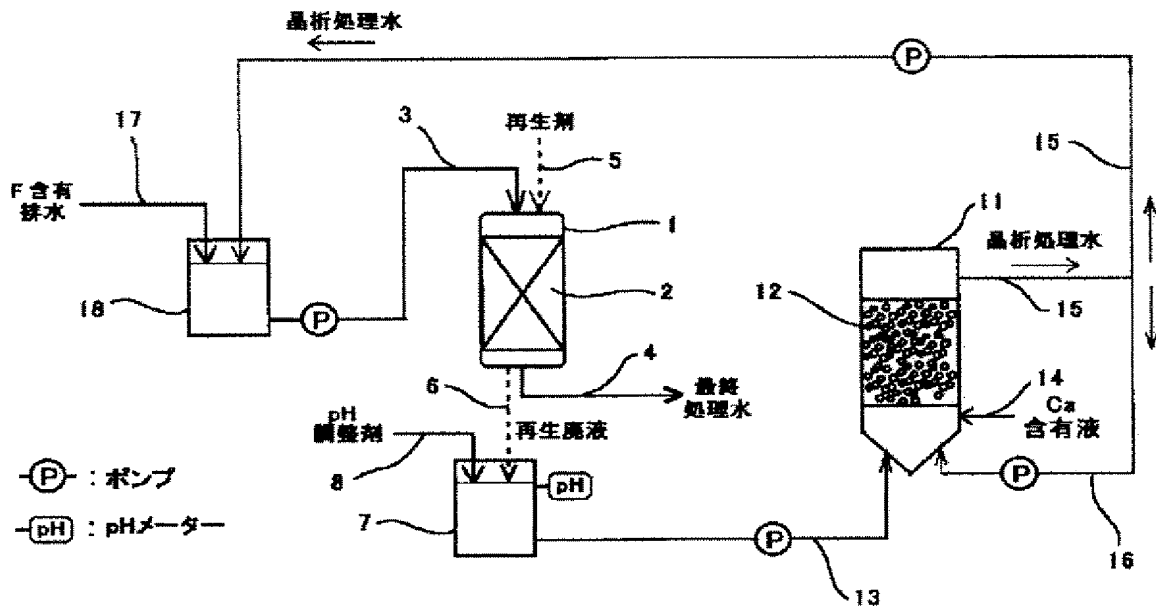 晶析処理水
P
17
3
再生剤
5
15
F含有
排水
1
11
晶析処理水
18
P
2
12
15
4
6
最終
処理水
14
Ca
含有液
pH
調整剤
再生廃液
8
P
P : ポンプ
pH
7
pH : pHメーター
P
13
16